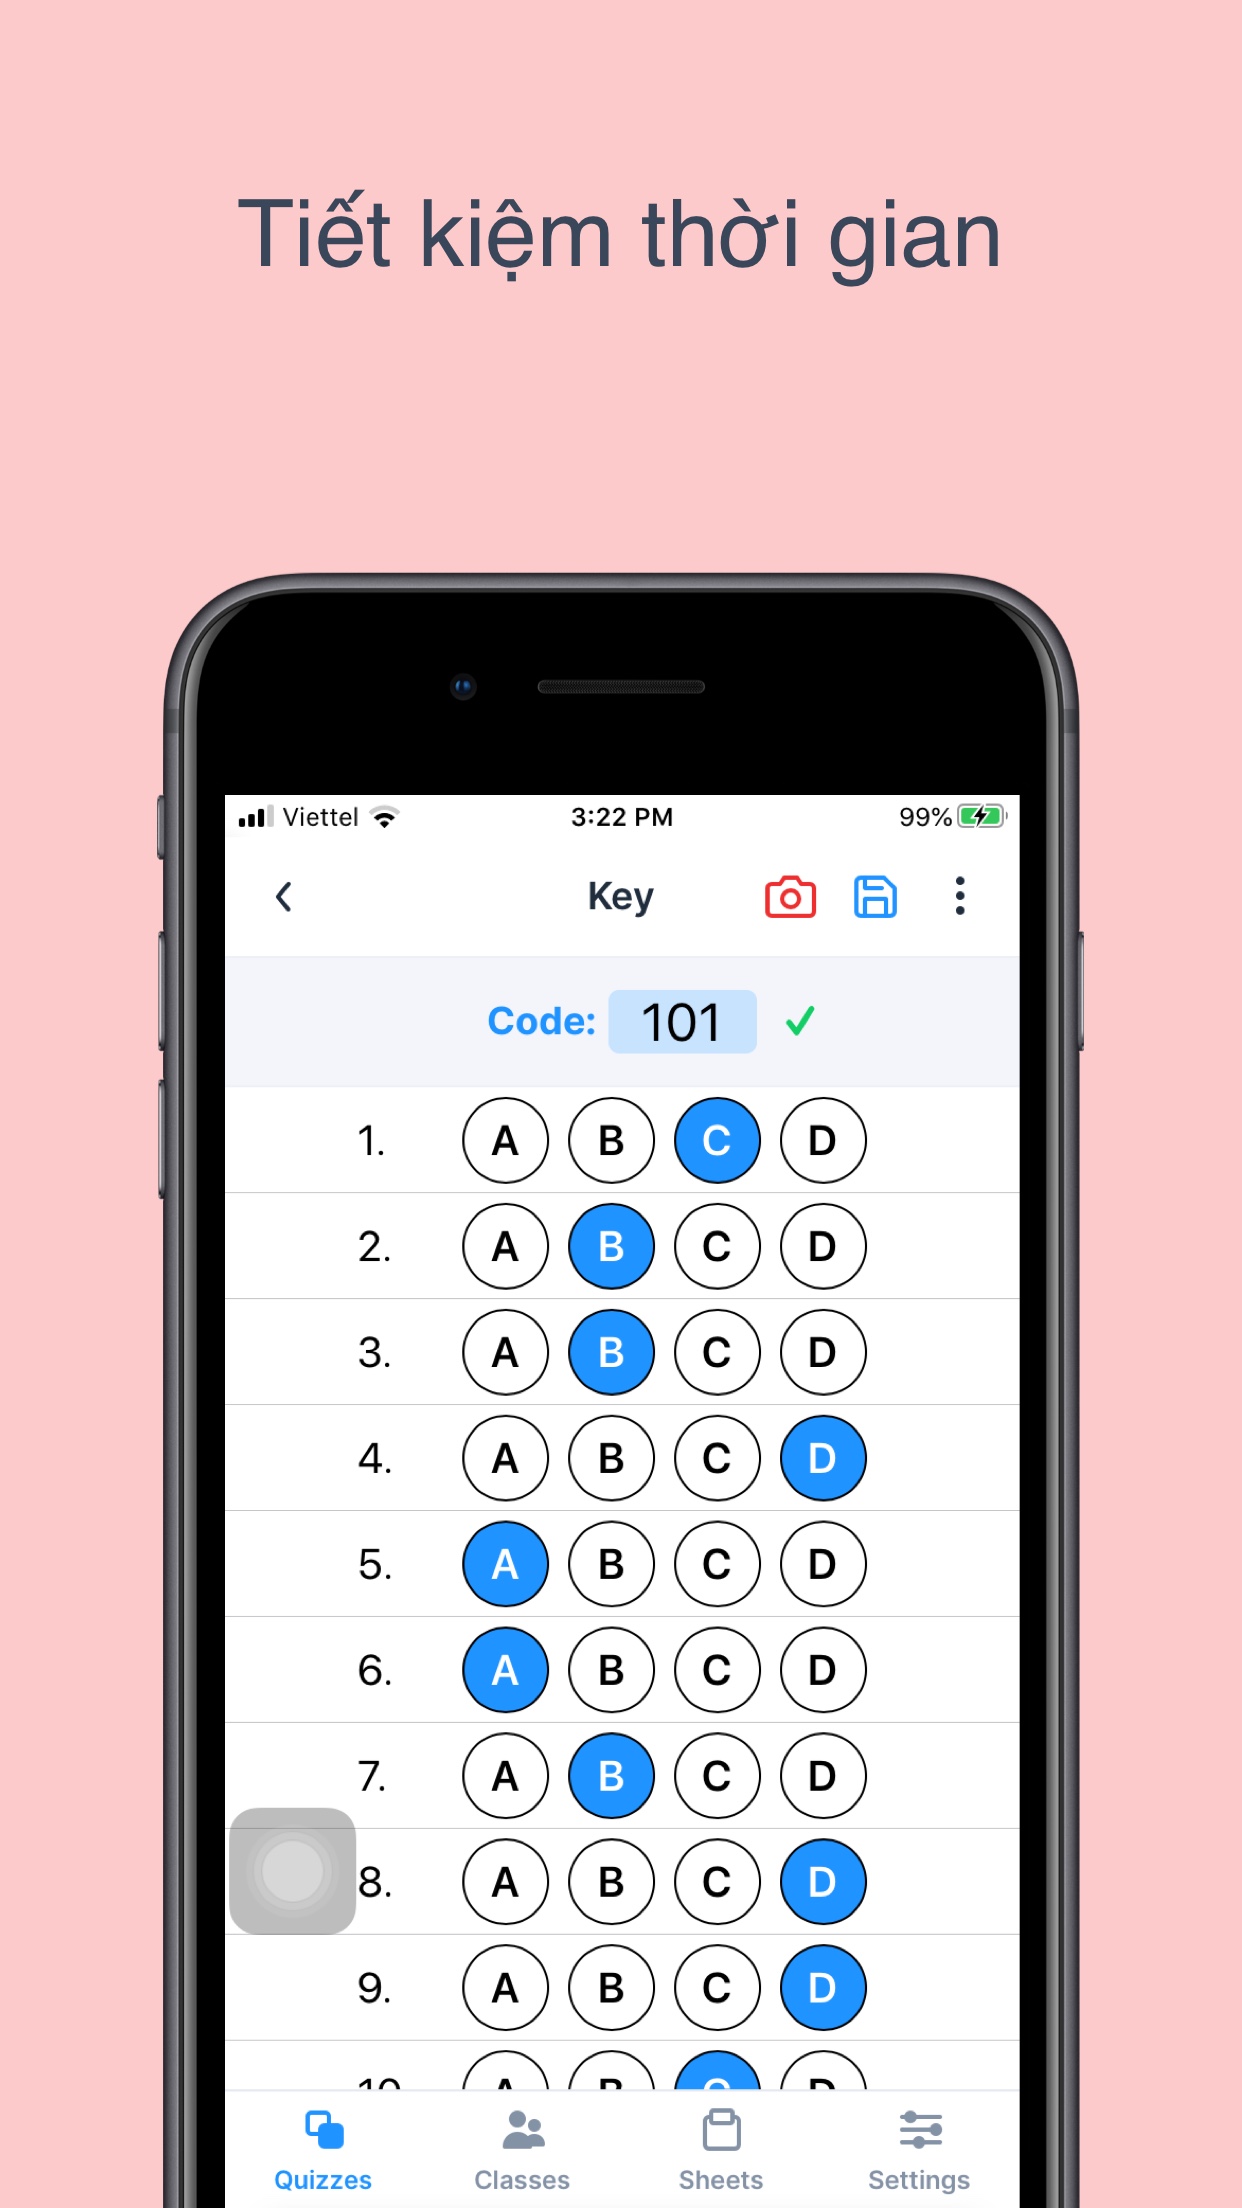 Tiết kiệm thời gian
Viettel 3:22 PM 99%
Key
Code: 101
1. A B C D
2. A B C D
3. A B C D
4. A B C D
5. A B C D
6. A B C D
7. A B C D
8. A B C D
9. A B C D
10 A B C D
Quizzes Classes Sheets Settings